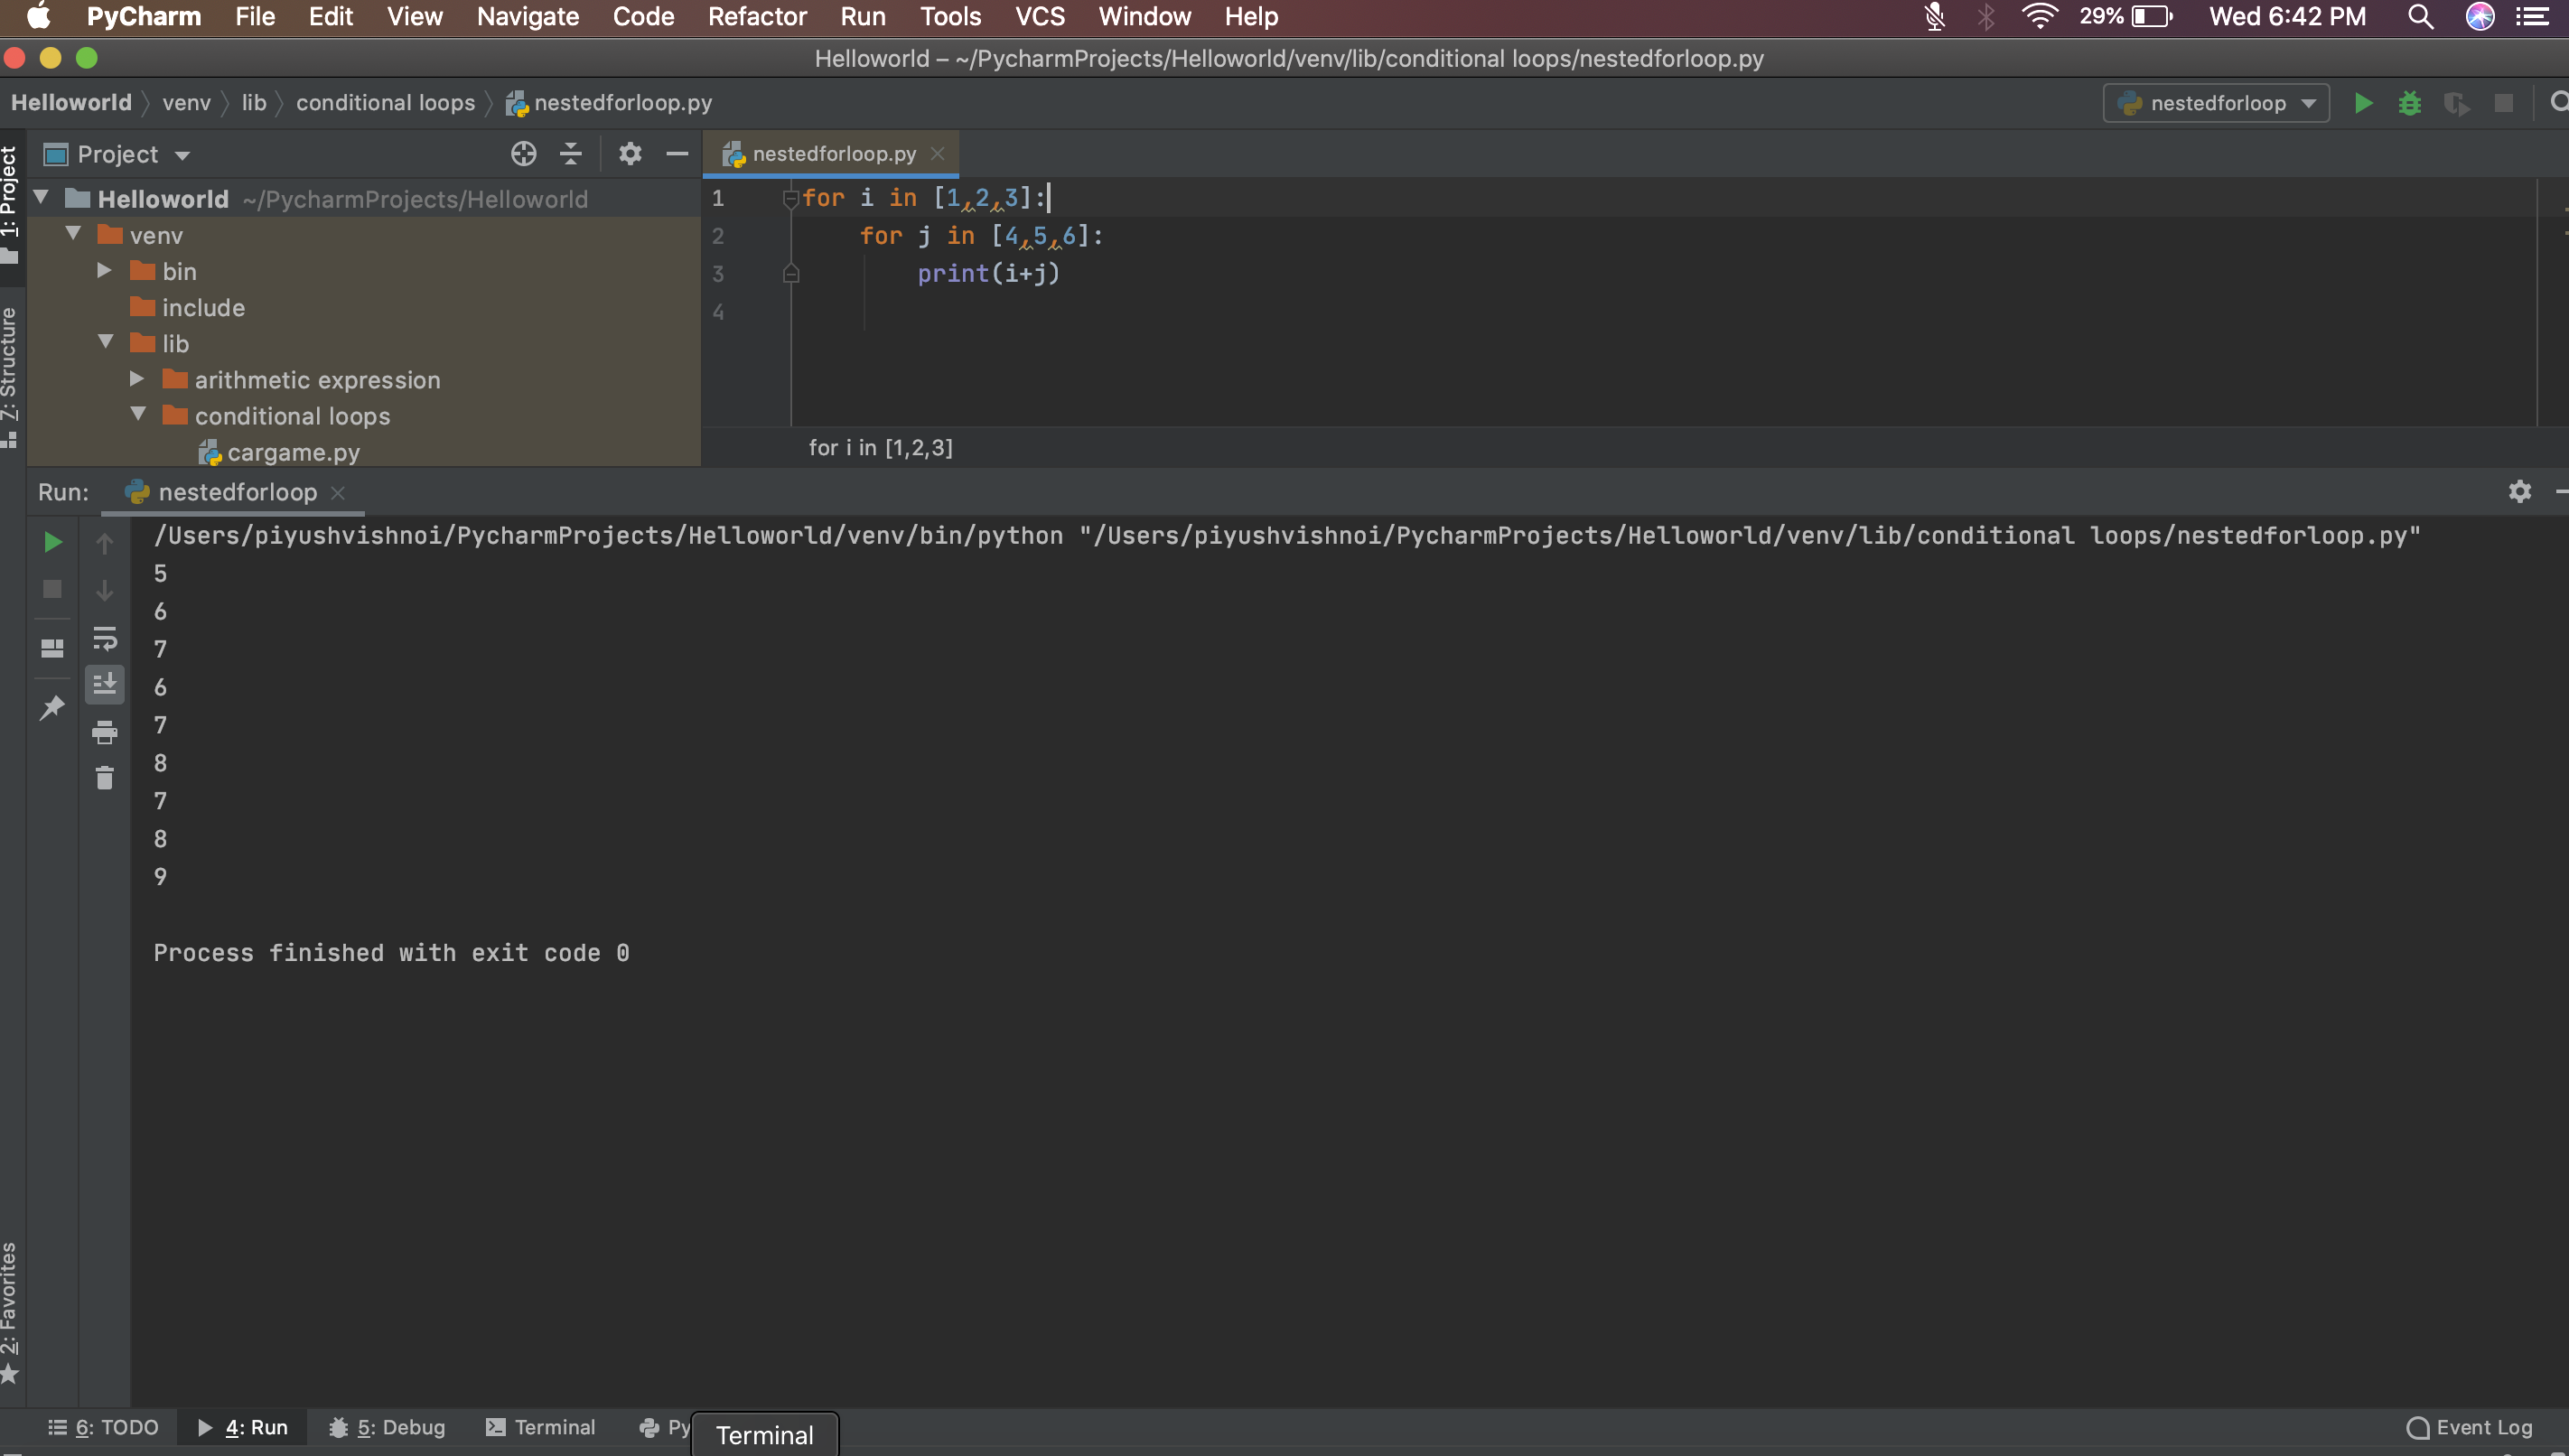 PyCharm File Edit View Navigate Code Refactor Run Tools VCS Window Help 29% Wed 6:42 PM
Helloworld – ~/PycharmProjects/Helloworld/venv/lib/conditional loops/nestedforloop.py
Helloworld venv lib conditional loops nestedforloop.py nestedforloop
1: Project
7: Structure
2: Favorites
Project
Helloworld ~/PycharmProjects/Helloworld
venv
bin
include
lib
arithmetic expression
conditional loops
cargame.py
nestedforloop.py
1 for i in [1,2,3]:
2 for j in [4,5,6]:
3 print(i+j)
4
for i in [1,2,3]
Run: nestedforloop
/Users/piyushvishnoi/PycharmProjects/Helloworld/venv/bin/python "/Users/piyushvishnoi/PycharmProjects/Helloworld/venv/lib/conditional loops/nestedforloop.py"
5
6
7
6
7
8
7
8
9
Process finished with exit code 0
6: TODO 4: Run 5: Debug Terminal Py Terminal Event Log